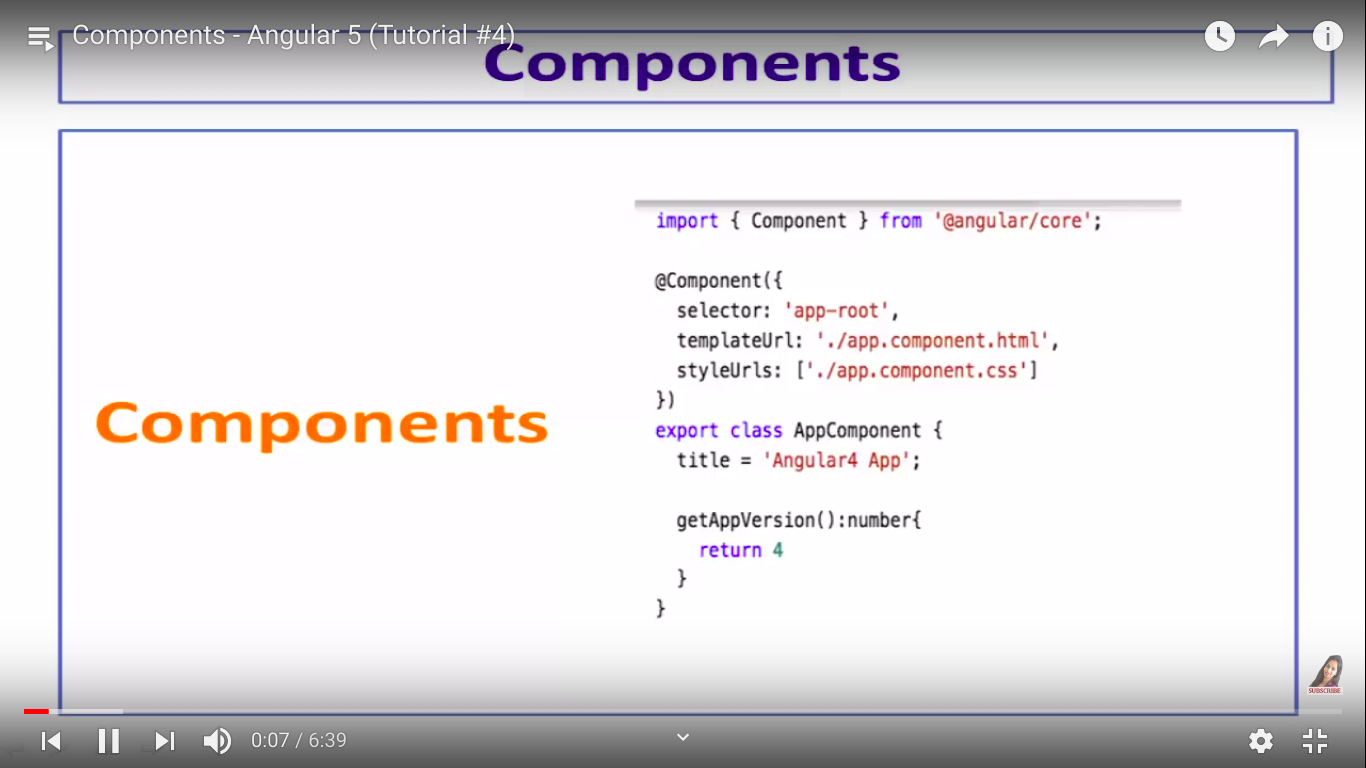 Components - Angular 5 (Tutorial #4)
Components
import { Component } from '@angular/core';
@Component({
selector: 'app-root',
templateUrl: './app.component.html',
styleUrls: ['./app.component.css']
})
export class AppComponent {
title = 'Angular4 App';
getAppVersion():number{
return 4
}
}
Components
SUBSCRIBE
0:07 / 6:39